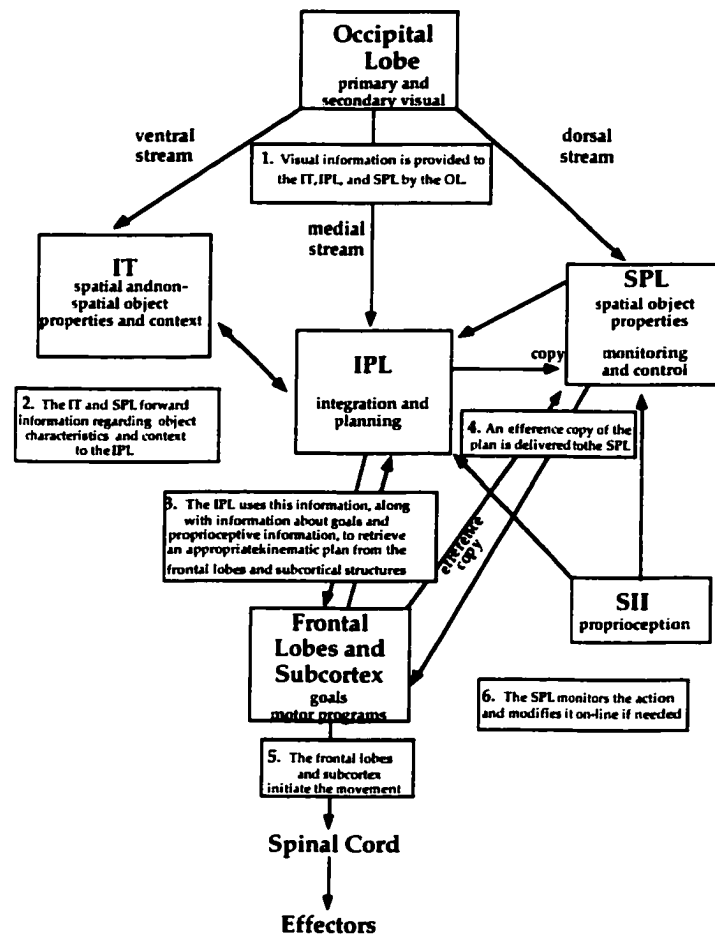 Occipital
Lobe
primary and
secondary visual
ventral
stream
dorsal
stream
1. Visual information is provided to
the IT, IPL, and SPL by the OL.
medial
stream
IT
spatial andnon-
spatial object
properties and context
SPL
spatial object
properties
monitoring
and control
IPL
integration and
planning
copy
2. The IT and SPL forward
information regarding object
characteristics and context
to the IPL
4. An efference copy of the
plan is delivered tothe SPL
3. The IPL uses this information, along
with information about goals and
proprioceptive information, to retrieve
an appropriatekinematic plan from the
frontal lobes and subcortical structures
efference
copy
SII
proprioception
Frontal
Lobes and
Subcortex
goals
motor programs
6. The SPL monitors the action
and modifies it on-line if needed
5. The frontal lobes
and subcortex
initiate the movement
Spinal Cord
Effectors